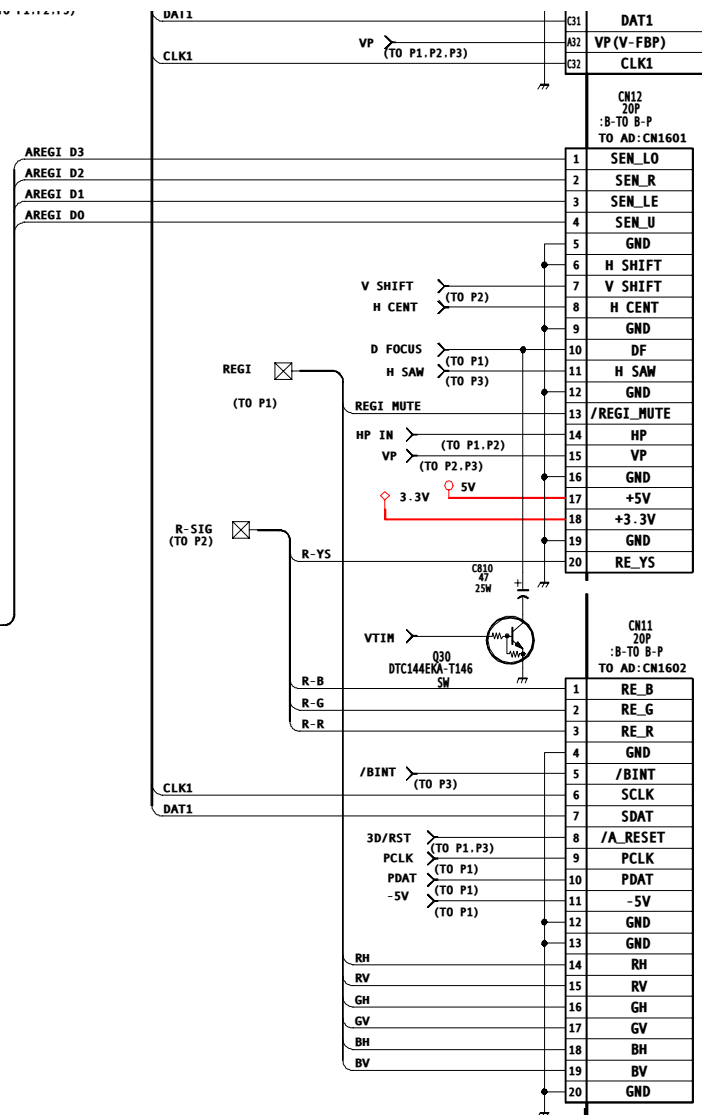 DAT1
C31 DAT1
VP
(TO P1.P2.P3)
A32 VP(V-FBP)
CLK1
C32 CLK1
CN12
20P
:B-TO B-P
TO AD:CN1601
AREGI D3
1 SEN_LO
AREGI D2
2 SEN_R
AREGI D1
3 SEN_LE
AREGI D0
4 SEN_U
5 GND
6 H SHIFT
V SHIFT
7 V SHIFT
(TO P2)
H CENT
8 H CENT
9 GND
D FOCUS
10 DF
(TO P1)
REGI
H SAW
11 H SAW
(TO P3)
12 GND
(TO P1)
REGI MUTE
13 /REGI_MUTE
HP IN
14 HP
(TO P1.P2)
VP
15 VP
(TO P2.P3)
16 GND
5V
3.3V
17 +5V
18 +3.3V
R-SIG
(TO P2)
19 GND
R-YS
20 RE_YS
C810
47
25W
+
VTIM
Q30
DTC144EKA-T146
SW
CN11
20P
:B-TO B-P
TO AD:CN1602
R-B
1 RE_B
R-G
2 RE_G
R-R
3 RE_R
4 GND
/BINT
5 /BINT
(TO P3)
CLK1
6 SCLK
DAT1
7 SDAT
3D/RST
8 /A_RESET
(TO P1.P3)
PCLK
9 PCLK
(TO P1)
PDAT
10 PDAT
(TO P1)
-5V
11 -5V
(TO P1)
12 GND
13 GND
RH
14 RH
RV
15 RV
GH
16 GH
GV
17 GV
BH
18 BH
BV
19 BV
20 GND